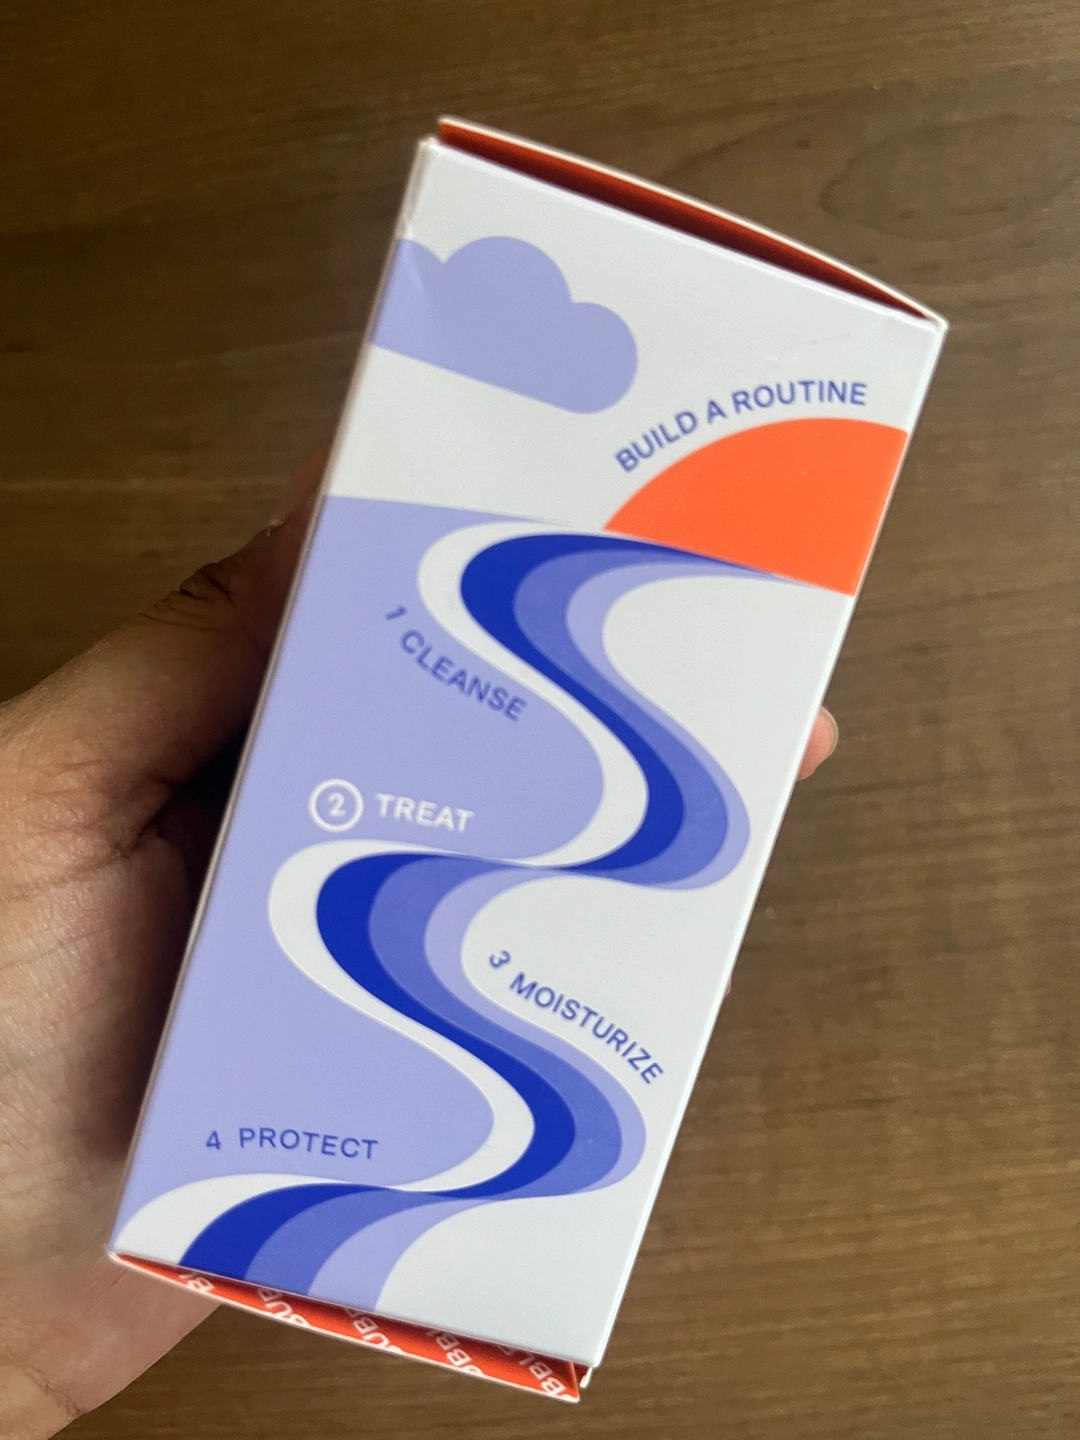 BUILD A ROUTINE
1 CLEANSE
2 TREAT
3 MOISTURIZE
4 PROTECT